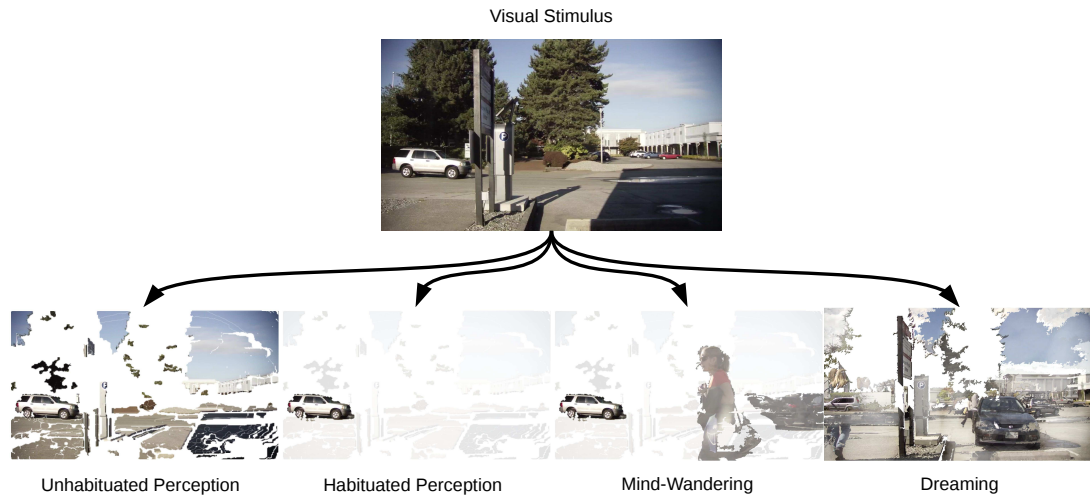 Visual Stimulus
P
Unhabituated Perception
Habituated Perception
Mind-Wandering
Dreaming